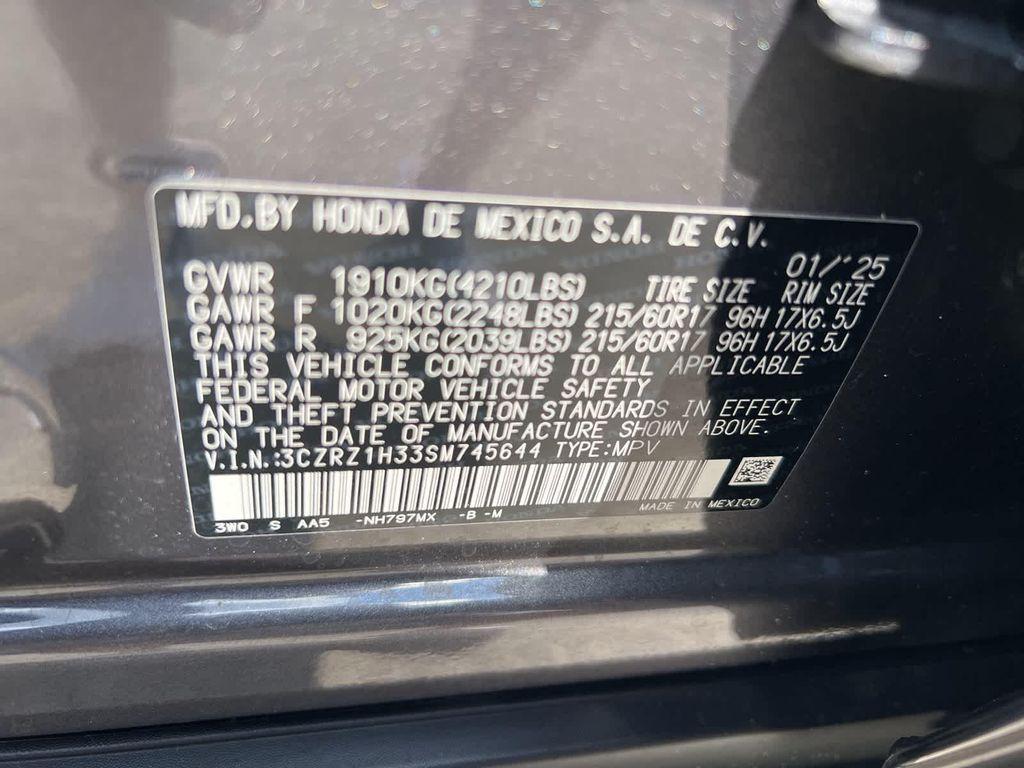 MFD.BY HONDA DE MEXICO S.A. DE C.V.
01/'25
GVWR 1910KG(4210LBS) TIRE SIZE RIM SIZE
GAWR F 1020KG(2248LBS) 215/60R17 96H 17X6.5J
GAWR R 925KG(2039LBS) 215/60R17 96H 17X6.5J
THIS VEHICLE CONFORMS TO ALL APPLICABLE
FEDERAL MOTOR VEHICLE SAFETY
AND THEFT PREVENTION STANDARDS IN EFFECT
ON THE DATE OF MANUFACTURE SHOWN ABOVE.
V.I.N.:3CZRZ1H33SM745644 TYPE:MPV
MADE IN MEXICO
3W0 S AA5 -NH797MX -B -M